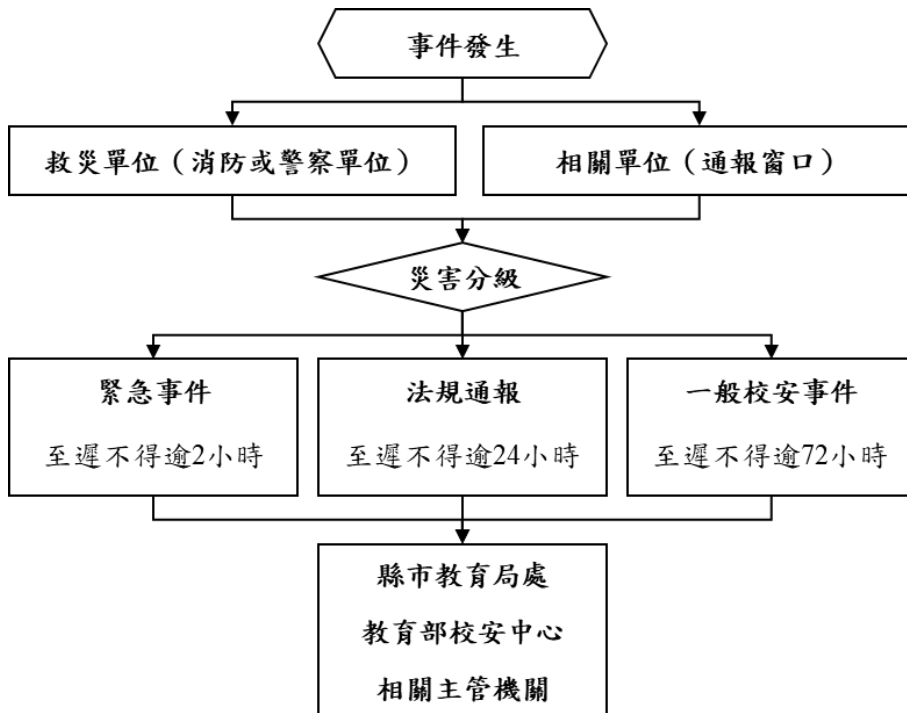 事件發生
救災單位（消防或警察單位）
相關單位（通報窗口）
災害分級
緊急事件
至遲不得逾2小時
法規通報
至遲不得逾24小時
一般校安事件
至遲不得逾72小時
縣市教育局處
教育部校安中心
相關主管機關